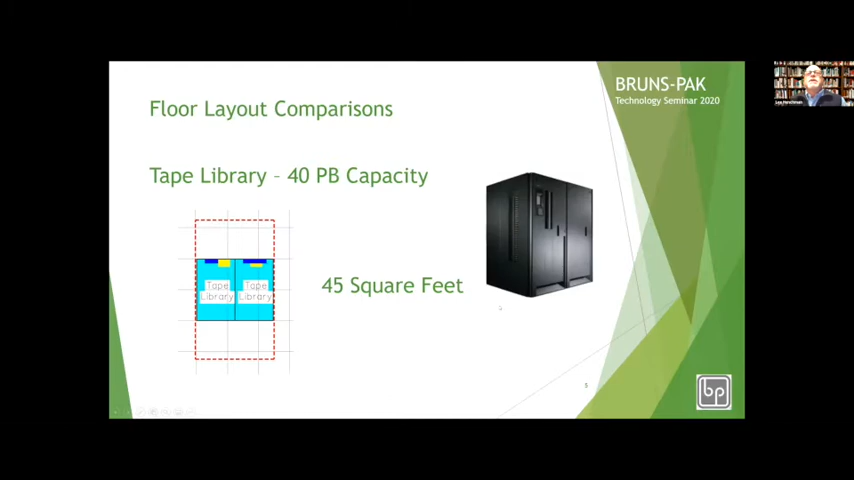 BRUNS-PAK
Technology Seminar 2020
Floor Layout Comparisons
Tape Library – 40 PB Capacity
Tape
Library
Tape
Library
45 Square Feet
5
bp